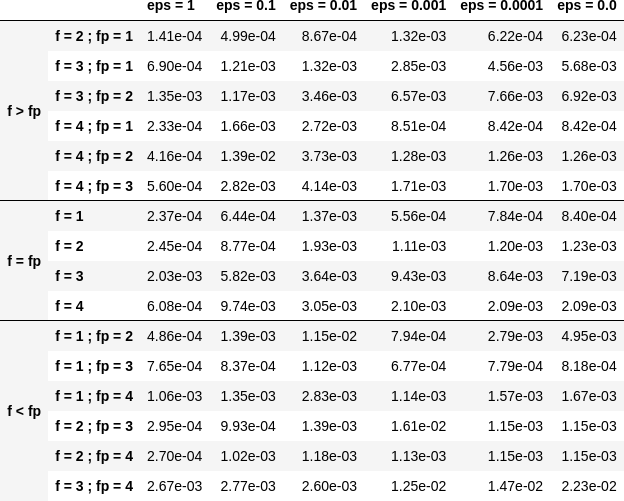 eps = 1 eps = 0.1 eps = 0.01 eps = 0.001 eps = 0.0001 eps = 0.0
f > fp
f = 2 ; fp = 1 1.41e-04 4.99e-04 8.67e-04 1.32e-03 6.22e-04 6.23e-04
f = 3 ; fp = 1 6.90e-04 1.21e-03 1.32e-03 2.85e-03 4.56e-03 5.68e-03
f = 3 ; fp = 2 1.35e-03 1.17e-03 3.46e-03 6.57e-03 7.66e-03 6.92e-03
f = 4 ; fp = 1 2.33e-04 1.66e-03 2.72e-03 8.51e-04 8.42e-04 8.42e-04
f = 4 ; fp = 2 4.16e-04 1.39e-02 3.73e-03 1.28e-03 1.26e-03 1.26e-03
f = 4 ; fp = 3 5.60e-04 2.82e-03 4.14e-03 1.71e-03 1.70e-03 1.70e-03
f = fp
f = 1 2.37e-04 6.44e-04 1.37e-03 5.56e-04 7.84e-04 8.40e-04
f = 2 2.45e-04 8.77e-04 1.93e-03 1.11e-03 1.20e-03 1.23e-03
f = 3 2.03e-03 5.82e-03 3.64e-03 9.43e-03 8.64e-03 7.19e-03
f = 4 6.08e-04 9.74e-03 3.05e-03 2.10e-03 2.09e-03 2.09e-03
f < fp
f = 1 ; fp = 2 4.86e-04 1.39e-03 1.15e-02 7.94e-04 2.79e-03 4.95e-03
f = 1 ; fp = 3 7.65e-04 8.37e-04 1.12e-03 6.77e-04 7.79e-04 8.18e-04
f = 1 ; fp = 4 1.06e-03 1.35e-03 2.83e-03 1.14e-03 1.57e-03 1.67e-03
f = 2 ; fp = 3 2.95e-04 9.93e-04 1.39e-03 1.61e-02 1.15e-03 1.15e-03
f = 2 ; fp = 4 2.70e-04 1.02e-03 1.18e-03 1.13e-03 1.15e-03 1.15e-03
f = 3 ; fp = 4 2.67e-03 2.77e-03 2.60e-03 1.25e-02 1.47e-02 2.23e-02